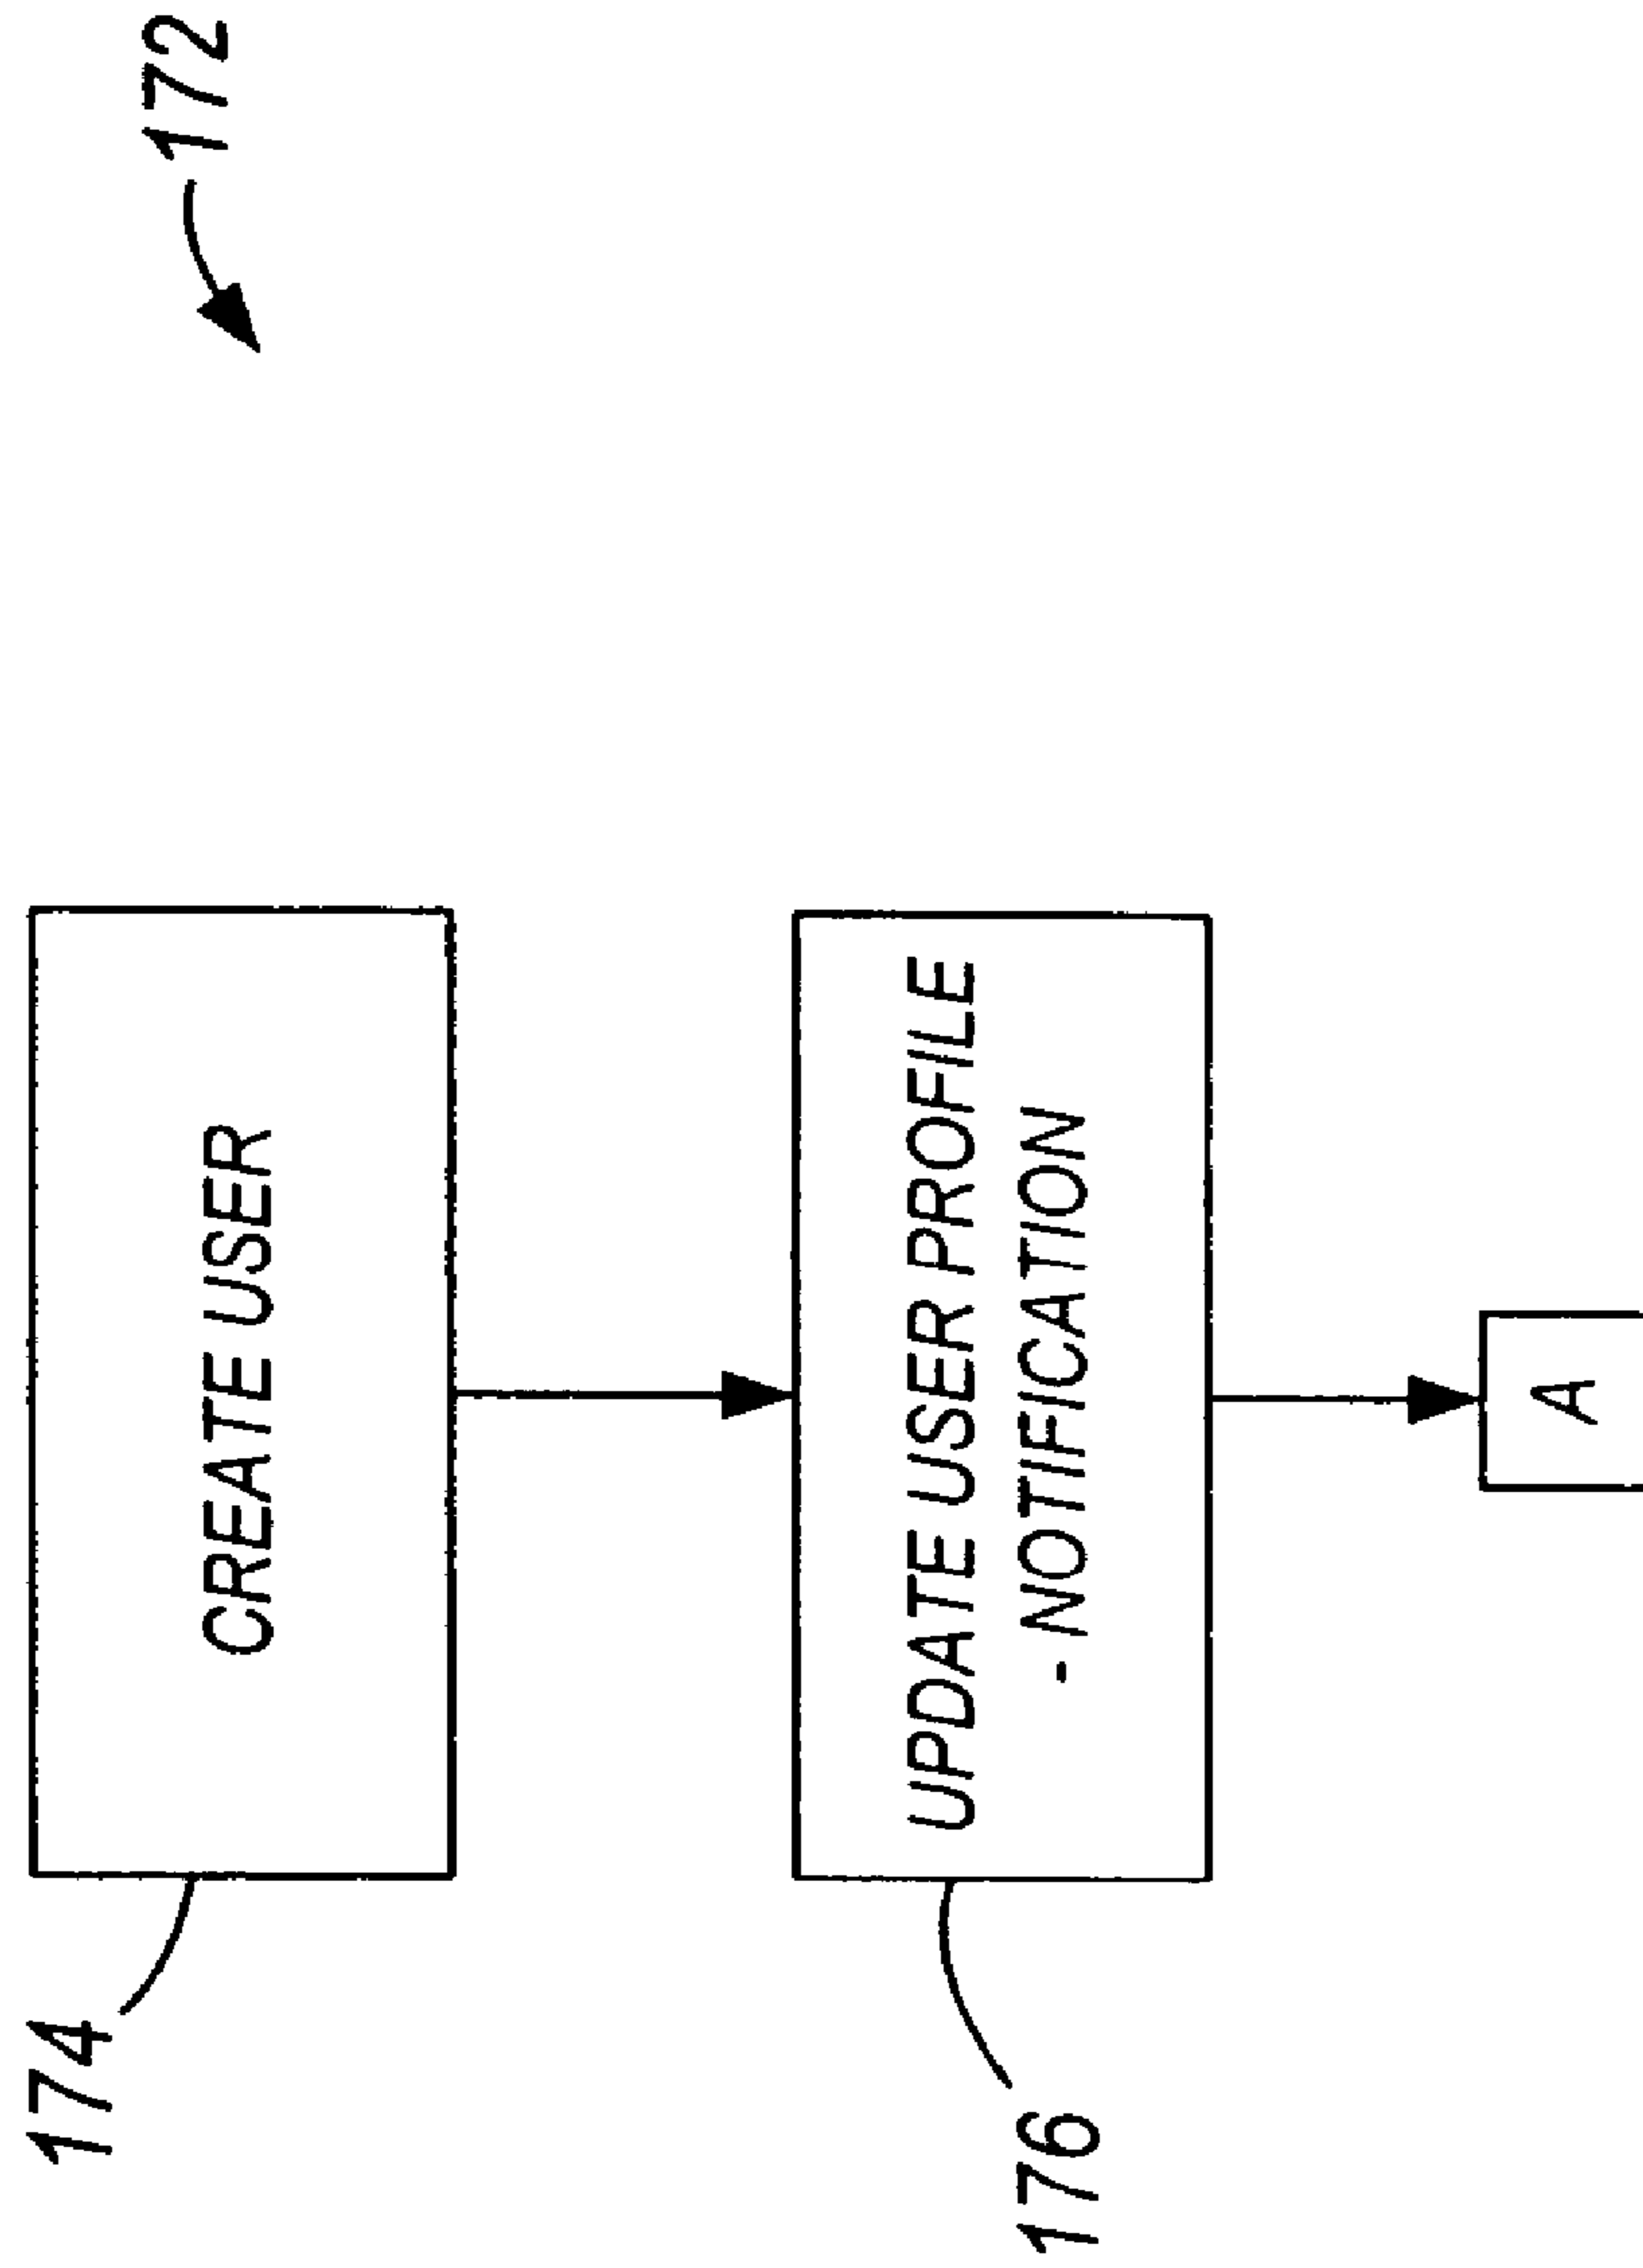 172
174
CREATE USER
176
UPDATE USER PROFILE
- NOTIFICATION
A